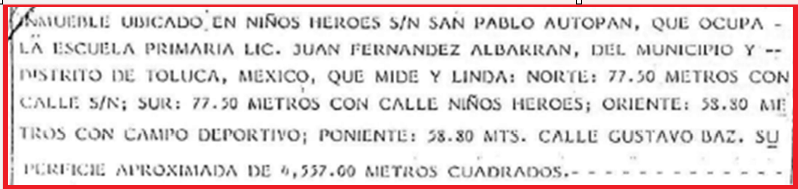 INMUEBLE UBICADO EN NIÑOS HEROES S/N SAN PABLO AUTOPAN, QUE OCUPA -
LA ESCUELA PRIMARIA LIC. JUAN FERNANDEZ ALBARRAN, DEL MUNICIPIO Y --
DISTRITO DE TOLUCA, MEXICO, QUE MIDE Y LINDA: NORTE: 77.50 METROS CON
CALLE S/N; SUR: 77.50 METROS CON CALLE NIÑOS HEROES; ORIENTE: 58.80 ME
TROS CON CAMPO DEPORTIVO; PONIENTE: 58.80 MTS. CALLE GUSTAVO BAZ. SU
PERFICIE APROXIMADA DE 4,557.00 METROS CUADRADOS.- - - - - - - - - - - - -